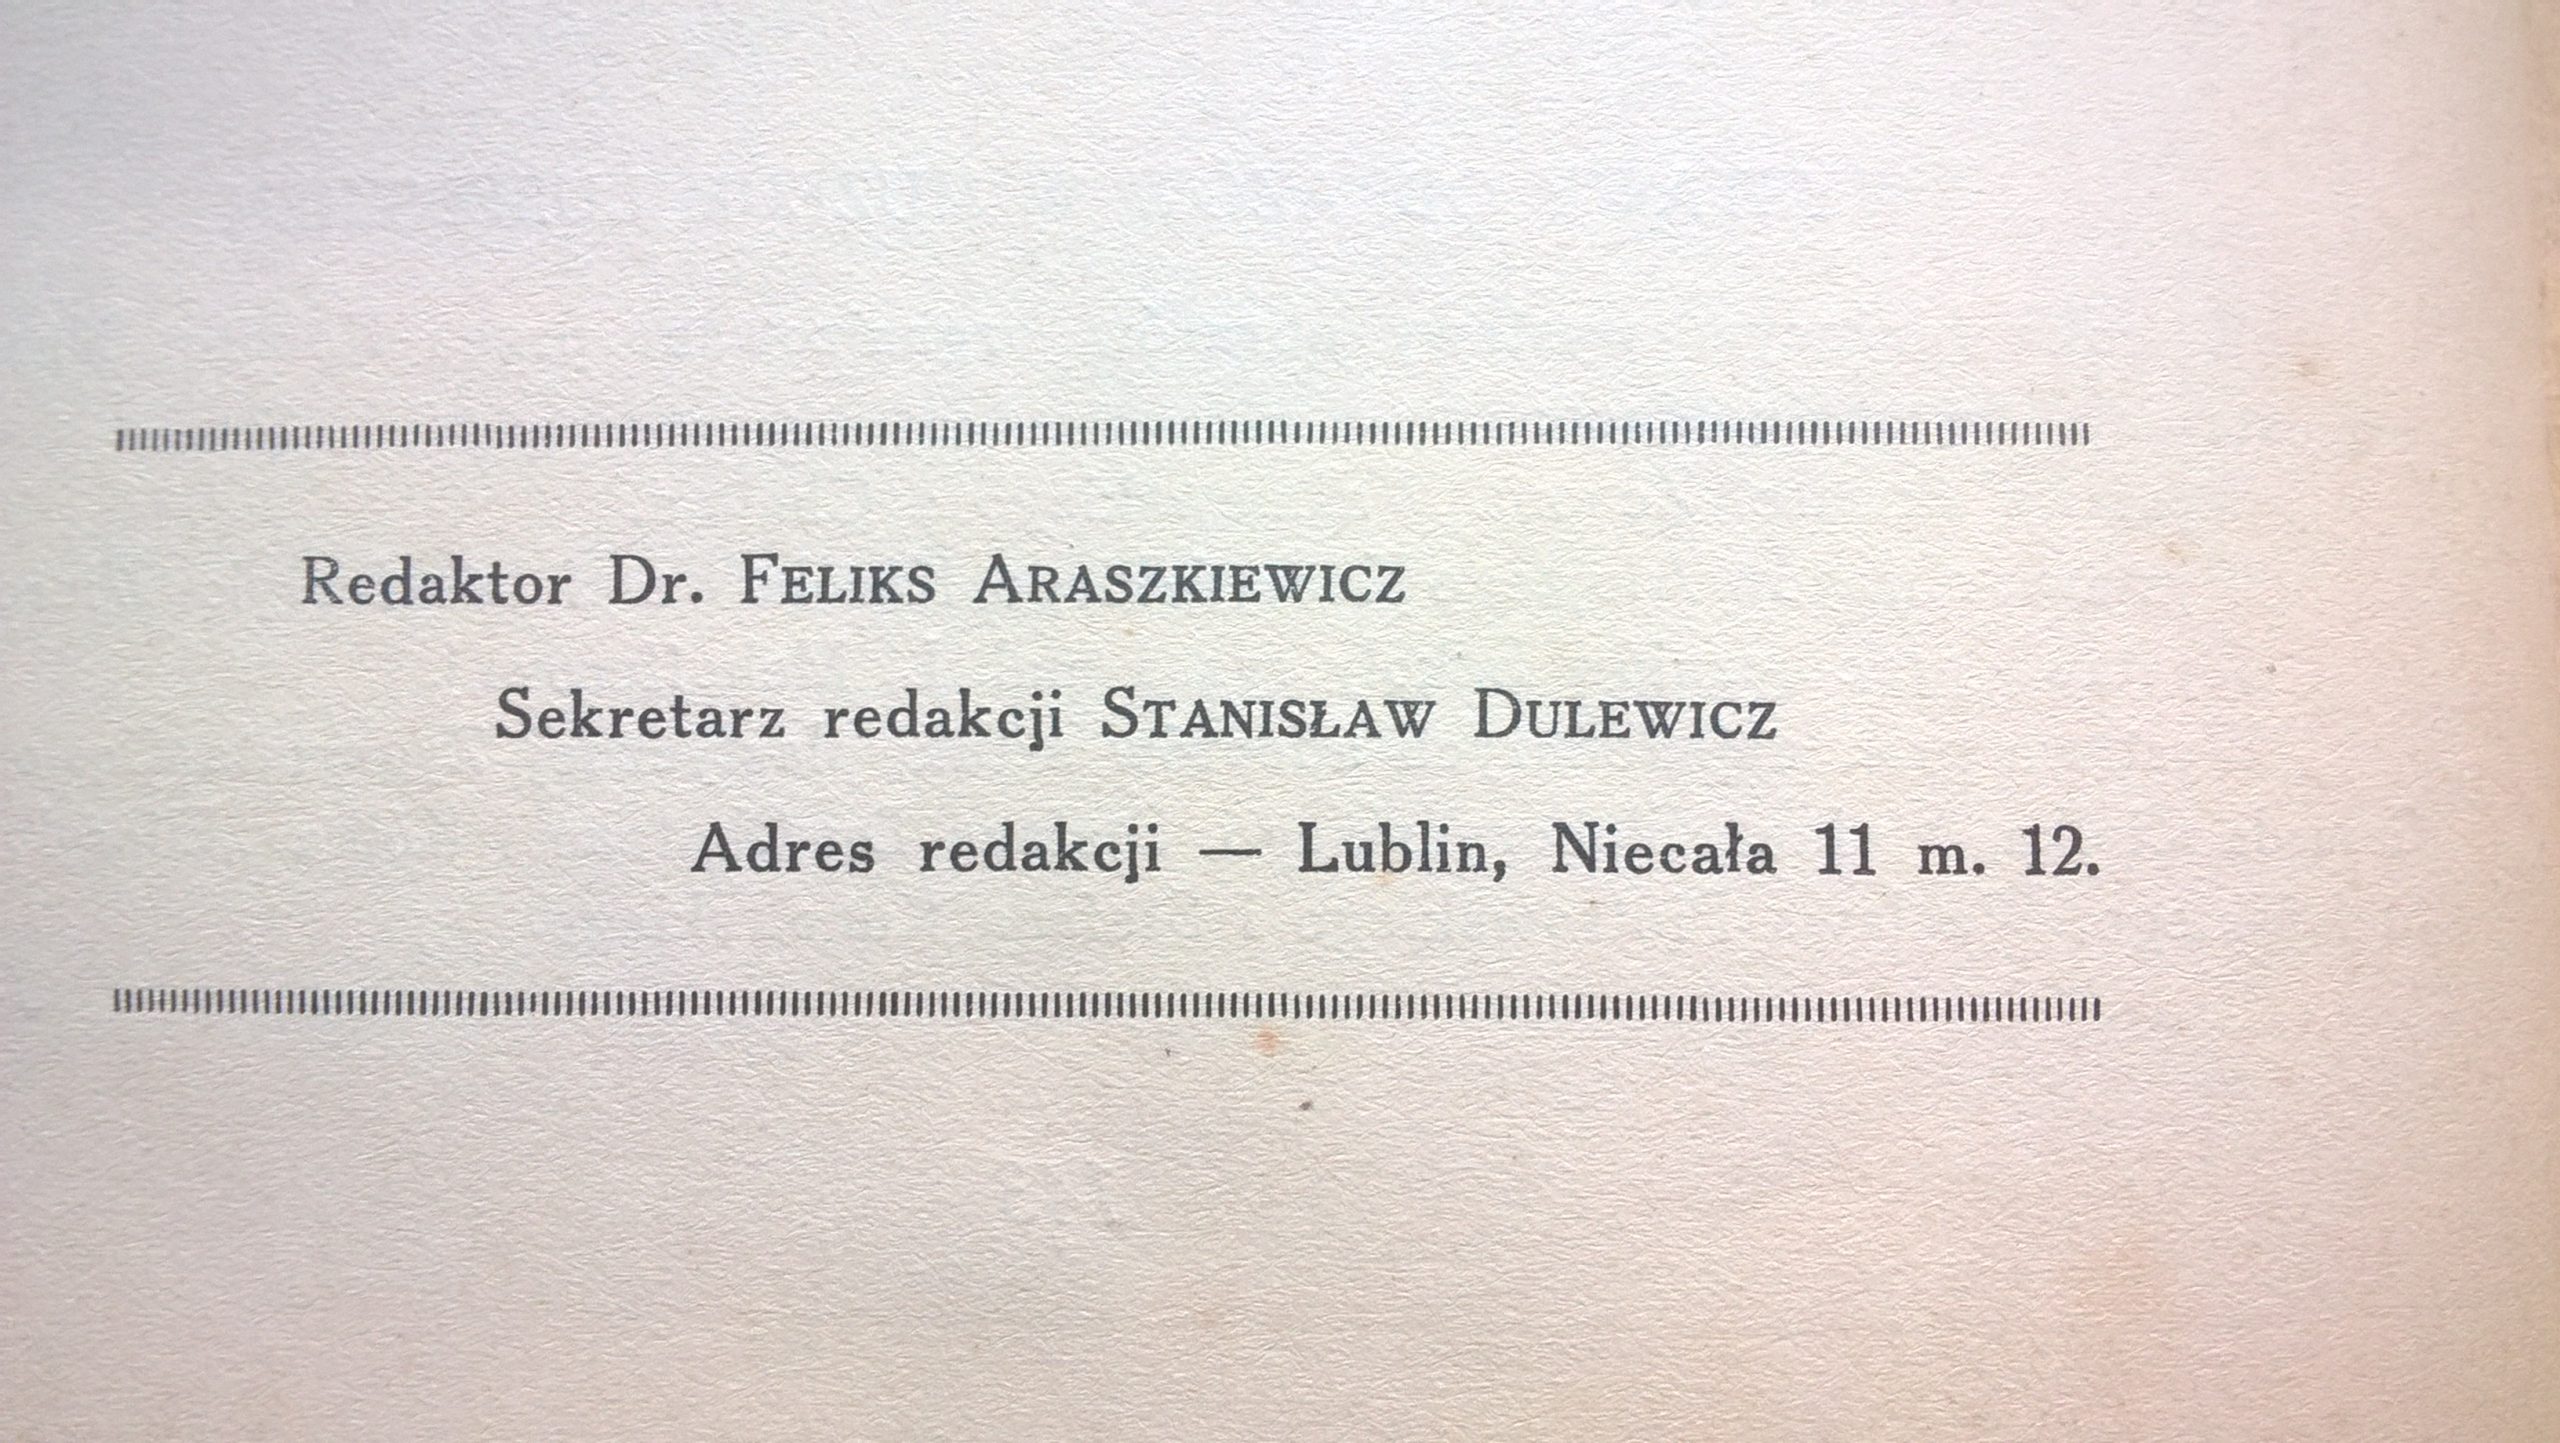 Redaktor Dr. FELIKS ARASZKIEWICZ
Sekretarz redakcji STANISŁAW DULEWICZ
Adres redakcji — Lublin, Niecała 11 m. 12.